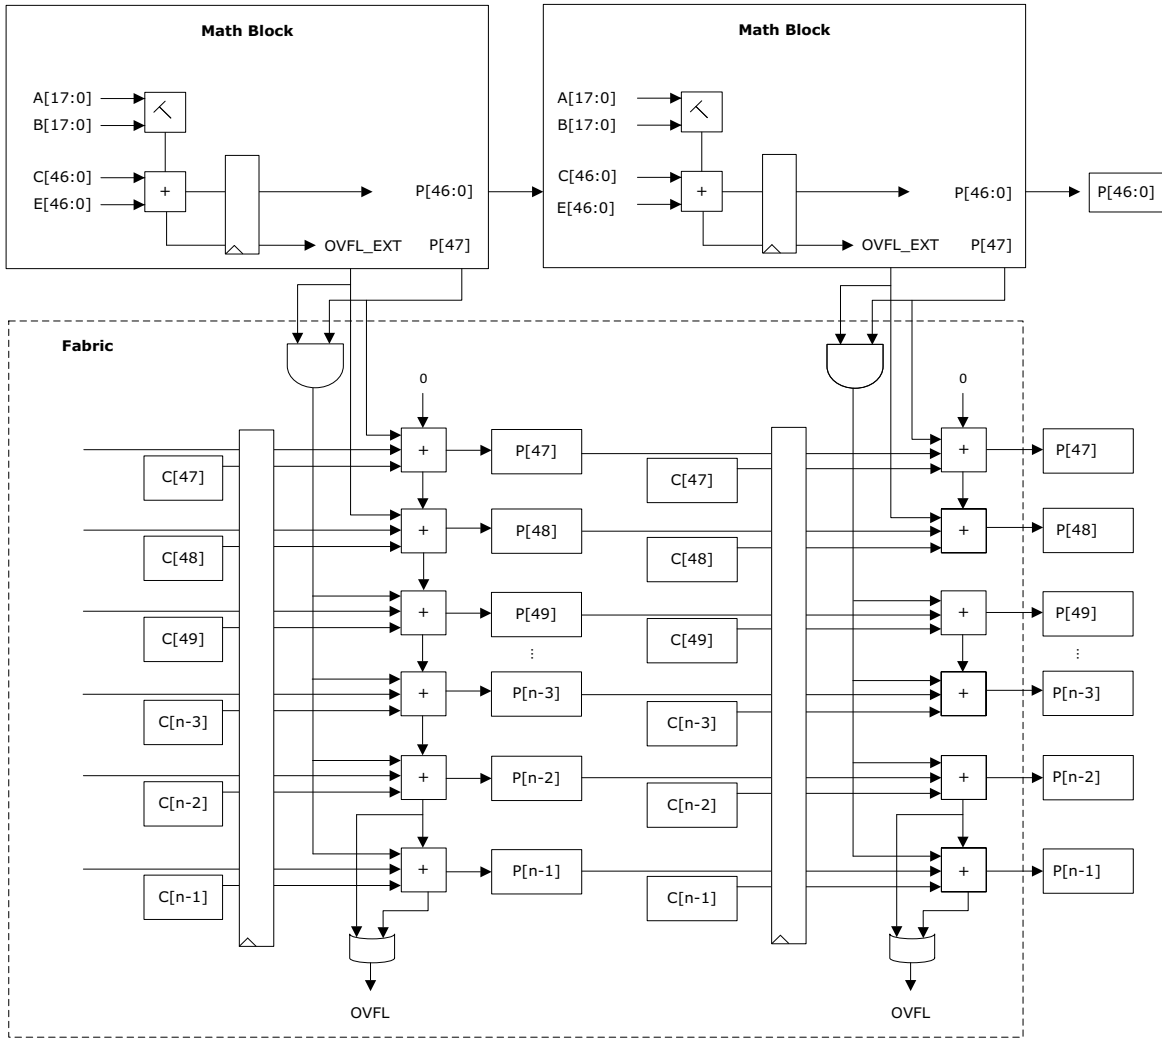 Math Block
Math Block
A[17:0]
B[17:0]
C[46:0]
E[46:0]
+
P[46:0]
OVFL_EXT
P[47]
A[17:0]
B[17:0]
C[46:0]
E[46:0]
+
P[46:0]
OVFL_EXT
P[47]
P[46:0]
Fabric
0
+
P[47]
C[47]
+
P[48]
C[48]
+
P[49]
C[49]
...
+
P[n-3]
C[n-3]
+
P[n-2]
C[n-2]
+
P[n-1]
C[n-1]
OVFL
0
+
P[47]
C[47]
+
P[48]
C[48]
+
P[49]
C[49]
...
+
P[n-3]
C[n-3]
+
P[n-2]
C[n-2]
+
P[n-1]
C[n-1]
OVFL